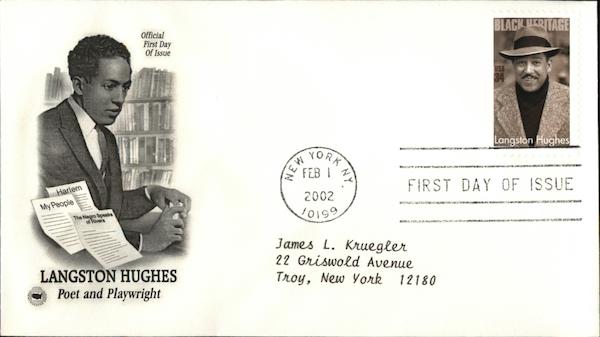 Official
First Day
Of Issue
Harlem
My People
The Negro Speaks
of Rivers
LANGSTON HUGHES
Poet and Playwright
BLACK HERITAGE
USA
34
Langston Hughes
NEW YORK, NY.
FEB 1
2002
10199
FIRST DAY OF ISSUE
James L. Kruegler
22 Griswold Avenue
Troy, New York 12180